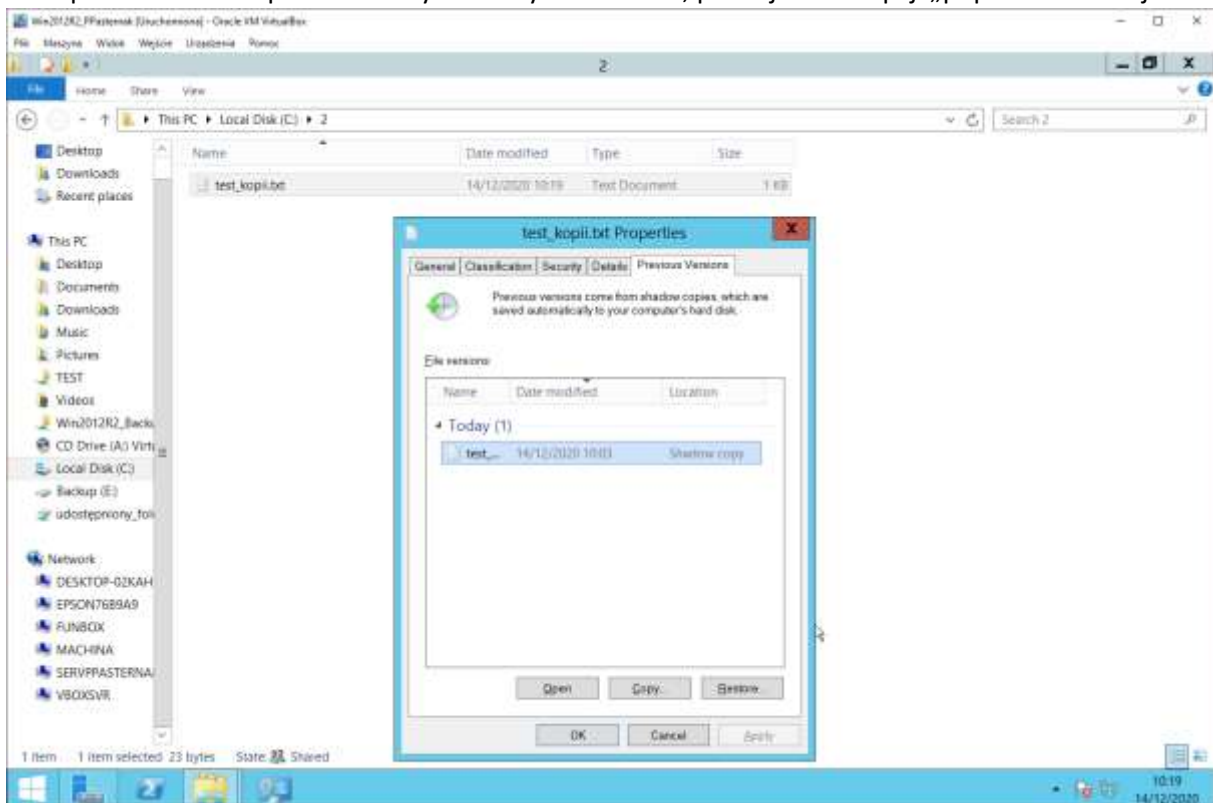 Win2012R2_PPasternak [Uruchomiona] - Oracle VM VirtualBox
Plik Maszyna Widok Wejście Urządzenia Pomoc
2
File Home Share View
This PC ▸ Local Disk (C:) ▸ 2
Search 2
Desktop
Downloads
Recent places
This PC
Desktop
Documents
Downloads
Music
Pictures
TEST
Videos
Win2012R2_Backu
CD Drive (A:) Virtu
Local Disk (C:)
Backup (E:)
udostępniony_fol
Network
DESKTOP-02KAH
EPSON76B9A9
FUNBOX
MACHINA
SERVPPASTERNA
VBOXSVR
Name Date modified Type Size
test_kopii.txt 14/12/2020 10:19 Text Document 1 KB
test_kopii.txt Properties
General Classification Security Details Previous Versions
Previous versions come from shadow copies, which are
saved automatically to your computer's hard disk.
File versions:
Name Date modified Location
Today (1)
test_... 14/12/2020 10:03 Shadow copy
Open Copy... Restore...
OK Cancel Apply
1 item 1 item selected 23 bytes State: Shared
10:19
14/12/2020